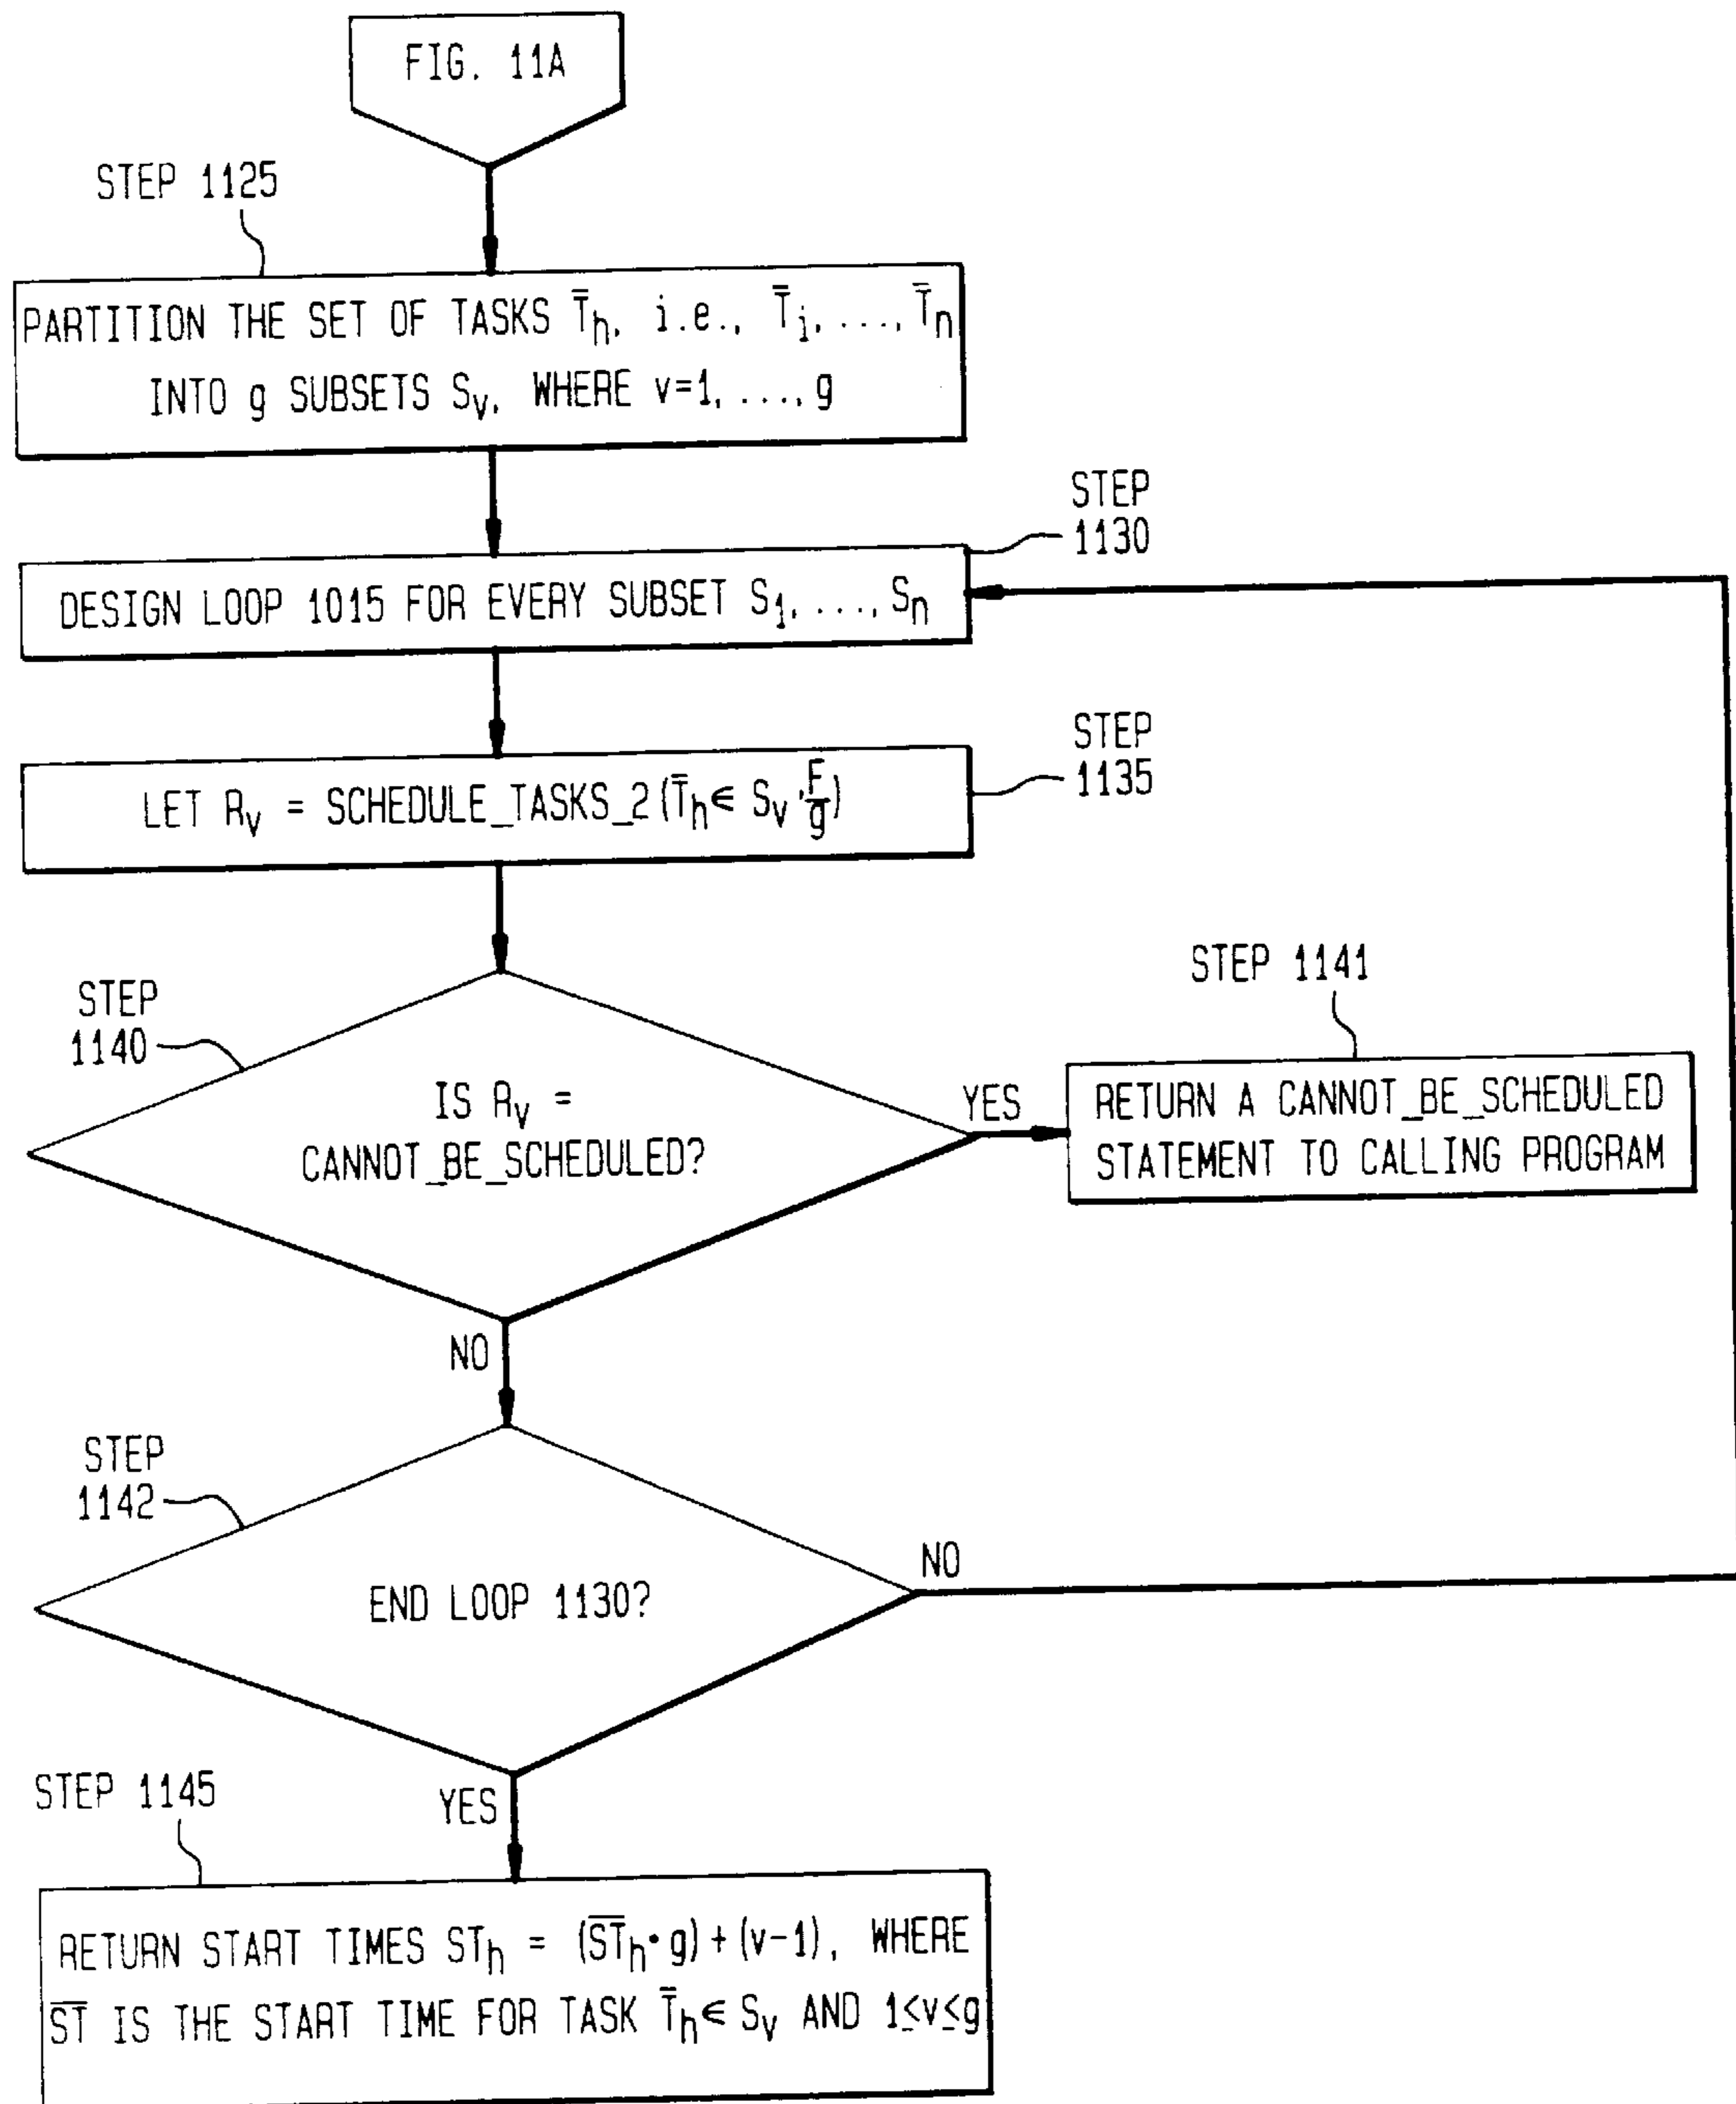 FIG. 11A
STEP 1125
PARTITION THE SET OF TASKS T̄h, i.e., T̄i, ..., T̄n
INTO g SUBSETS Sv, WHERE v=1, ..., g
STEP
1130
DESIGN LOOP 1015 FOR EVERY SUBSET S1, ..., Sn
STEP
1135
LET Rv = SCHEDULE_TASKS_2(T̄h∈ Sv, F/g)
STEP 1141
STEP
1140
IS Rv =
CANNOT_BE_SCHEDULED?
YES
RETURN A CANNOT_BE_SCHEDULED
STATEMENT TO CALLING PROGRAM
NO
STEP
1142
END LOOP 1130?
NO
YES
STEP 1145
RETURN START TIMES STh = (S̄T̄h•g)+(v-1), WHERE
S̄T̄ IS THE START TIME FOR TASK T̄h∈ Sv AND 1≤v≤g